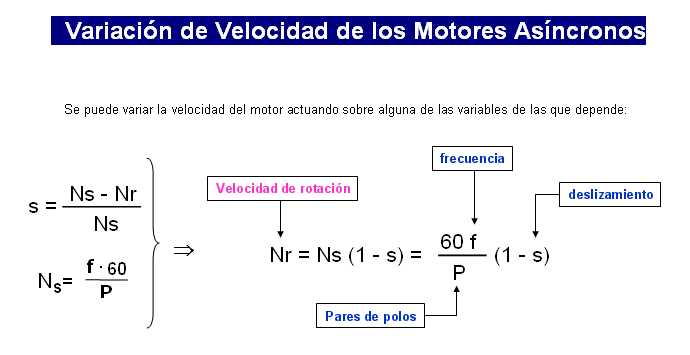 Variación de Velocidad de los Motores Asíncronos
Se puede variar la velocidad del motor actuando sobre alguna de las variables de las que depende:
frecuencia
Velocidad de rotación
deslizamiento
s = Ns - Nr / Ns
⇒
Nr = Ns (1 - s) = 60 f / P (1 - s)
Ns= f · 60 / P
Pares de polos